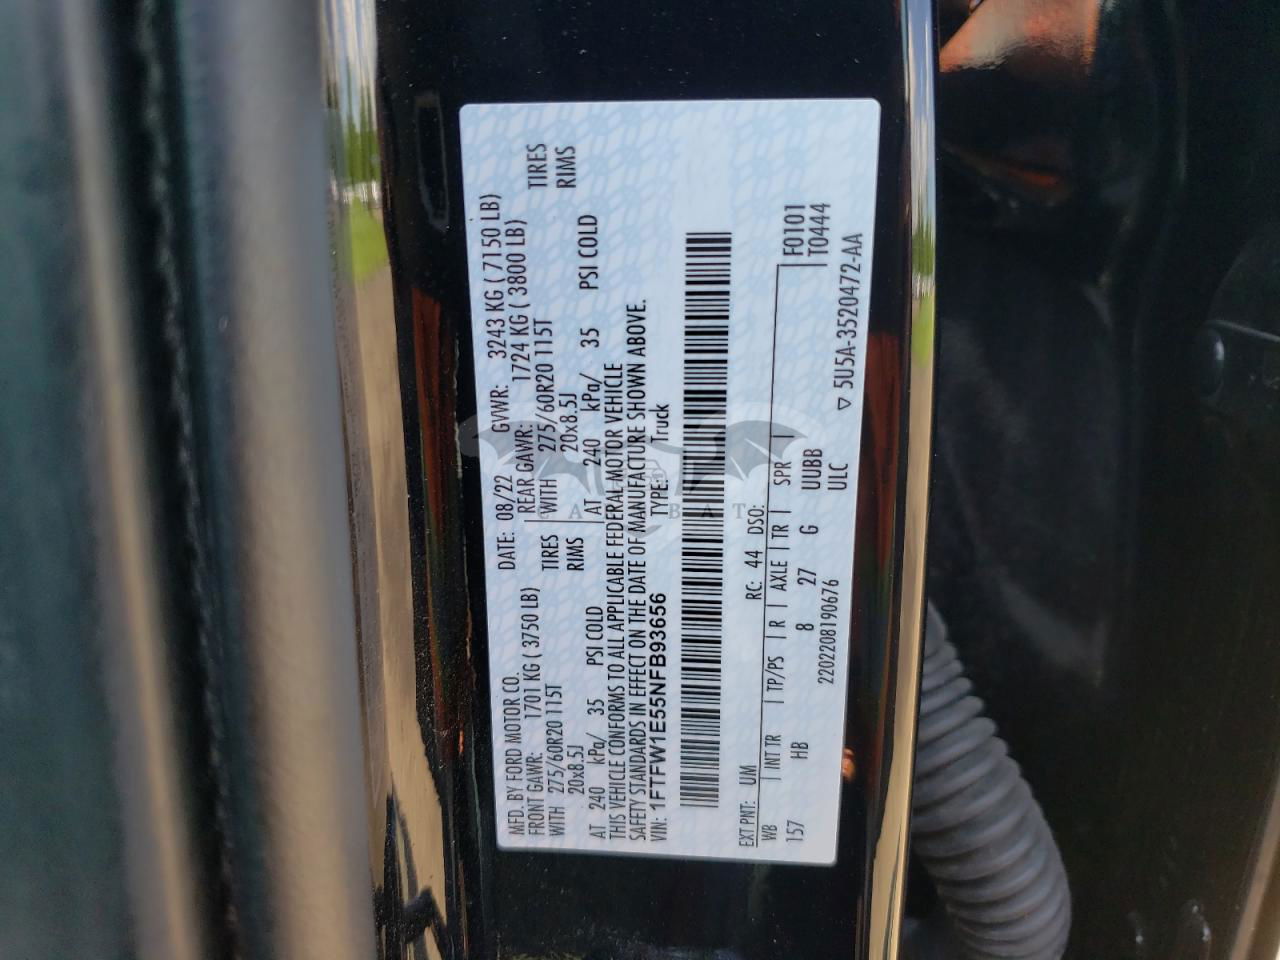 MFD. BY FORD MOTOR CO. DATE: 08/22 GVWR: 3243 KG ( 7150 LB)
FRONT GAWR: 1701 KG ( 3750 LB) REAR GAWR: 1724 KG ( 3800 LB)
WITH 275/60R20 115T TIRES WITH 275/60R20 115T TIRES
20x8.5J RIMS 20x8.5J RIMS
AT 240 kPa/ 35 PSI COLD AT 240 kPa/ 35 PSI COLD
THIS VEHICLE CONFORMS TO ALL APPLICABLE FEDERAL MOTOR VEHICLE
SAFETY STANDARDS IN EFFECT ON THE DATE OF MANUFACTURE SHOWN ABOVE.
VIN: 1FTFW1E55NFB93656 TYPE: Truck
EXT PNT: UM RC: 44 DSO: F0101
WB INT TR TP/PS R AXLE TR SPR T0444
157 HB 8 27 G UUBB
2202208190676 ULC ▽ 5U5A-3520472-AA